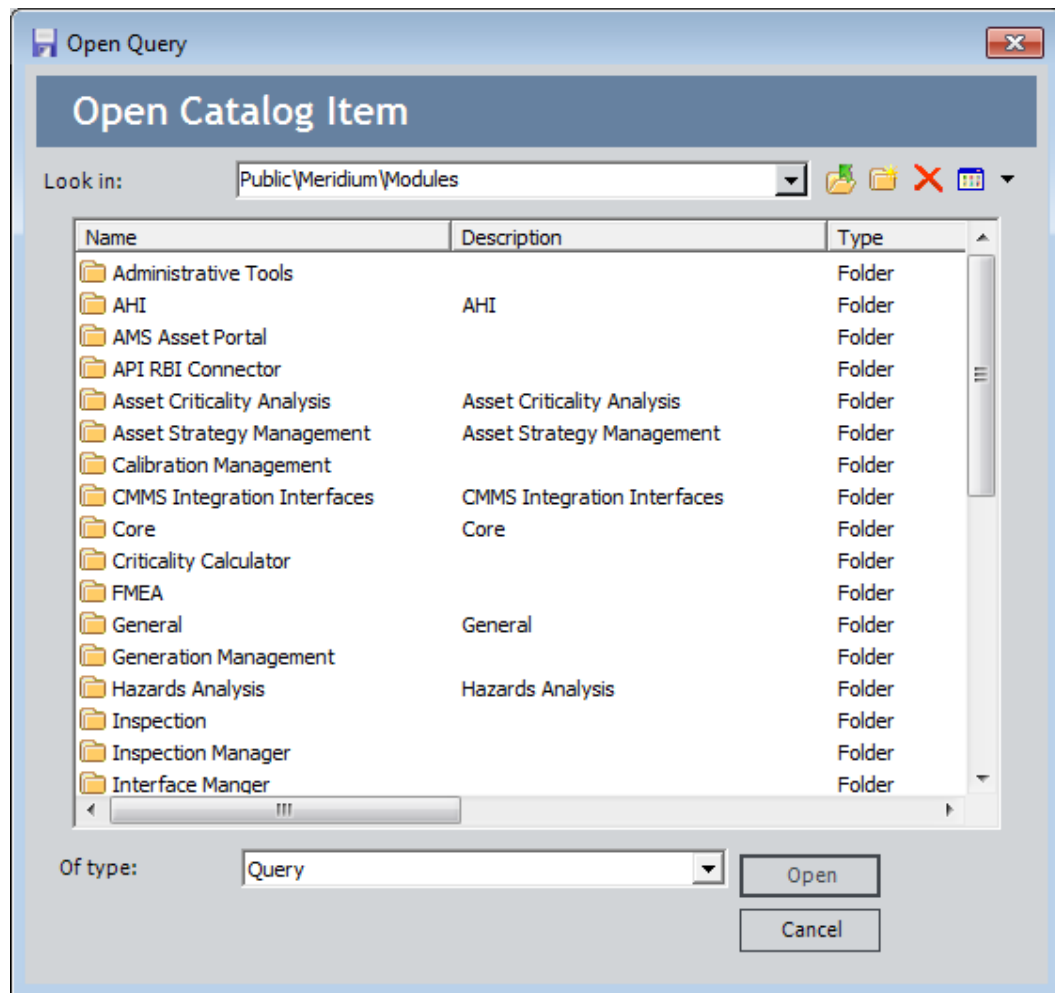 Open Query
Open Catalog Item
Look in: Public\Meridium\Modules
Name Description Type
Administrative Tools Folder
AHI AHI Folder
AMS Asset Portal Folder
API RBI Connector Folder
Asset Criticality Analysis Asset Criticality Analysis Folder
Asset Strategy Management Asset Strategy Management Folder
Calibration Management Folder
CMMS Integration Interfaces CMMS Integration Interfaces Folder
Core Core Folder
Criticality Calculator Folder
FMEA Folder
General General Folder
Generation Management Folder
Hazards Analysis Hazards Analysis Folder
Inspection Folder
Inspection Manager Folder
Interface Manger Folder
Of type: Query Open
Cancel